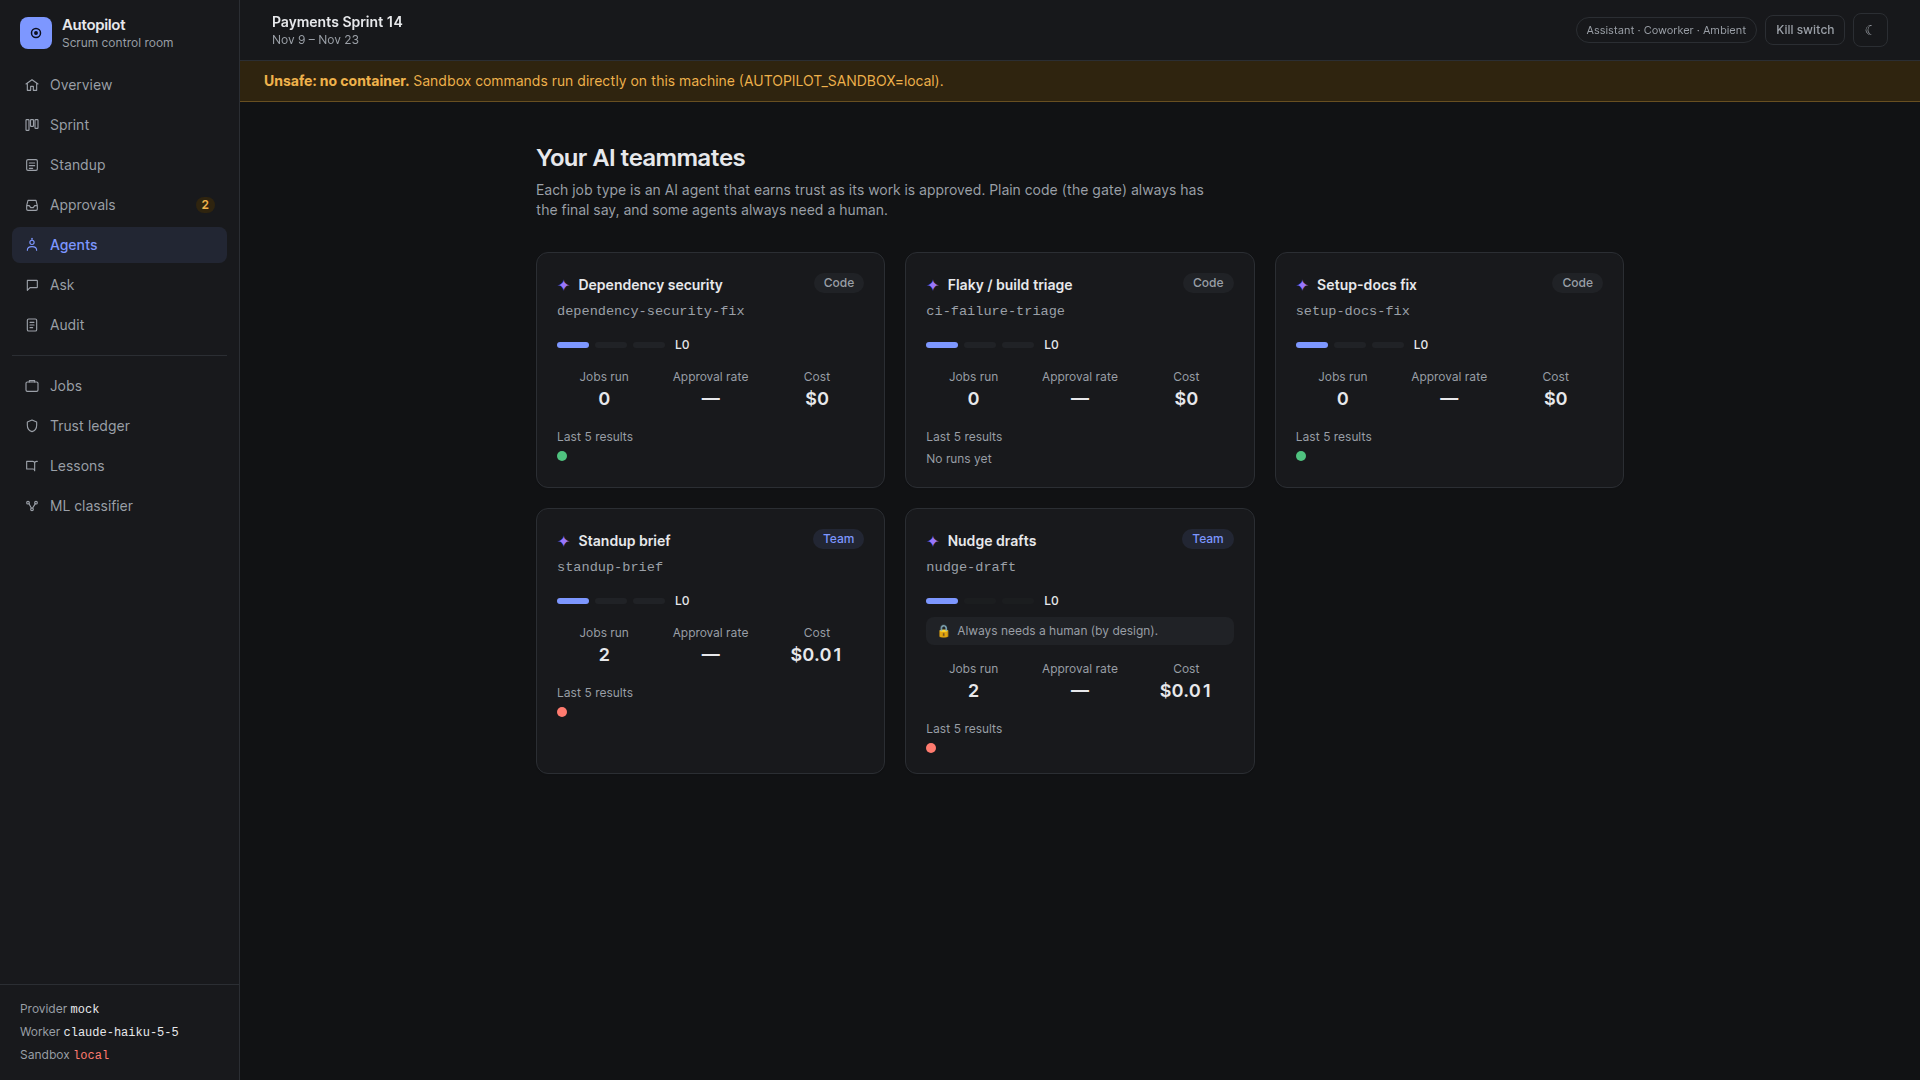 Autopilot
Scrum control room
Overview
Sprint
Standup
Approvals 2
Agents
Ask
Audit
Jobs
Trust ledger
Lessons
ML classifier
Provider mock
Worker claude-haiku-5-5
Sandbox local
Payments Sprint 14
Nov 9 – Nov 23
Assistant · Coworker · Ambient
Kill switch
Unsafe: no container. Sandbox commands run directly on this machine (AUTOPILOT_SANDBOX=local).
Your AI teammates
Each job type is an AI agent that earns trust as its work is approved. Plain code (the gate) always has
the final say, and some agents always need a human.
Dependency security Code
dependency-security-fix
L0
Jobs run Approval rate Cost
0 — $0
Last 5 results
Flaky / build triage Code
ci-failure-triage
L0
Jobs run Approval rate Cost
0 — $0
Last 5 results
No runs yet
Setup-docs fix Code
setup-docs-fix
L0
Jobs run Approval rate Cost
0 — $0
Last 5 results
Standup brief Team
standup-brief
L0
Jobs run Approval rate Cost
2 — $0.01
Last 5 results
Nudge drafts Team
nudge-draft
L0
Always needs a human (by design).
Jobs run Approval rate Cost
2 — $0.01
Last 5 results